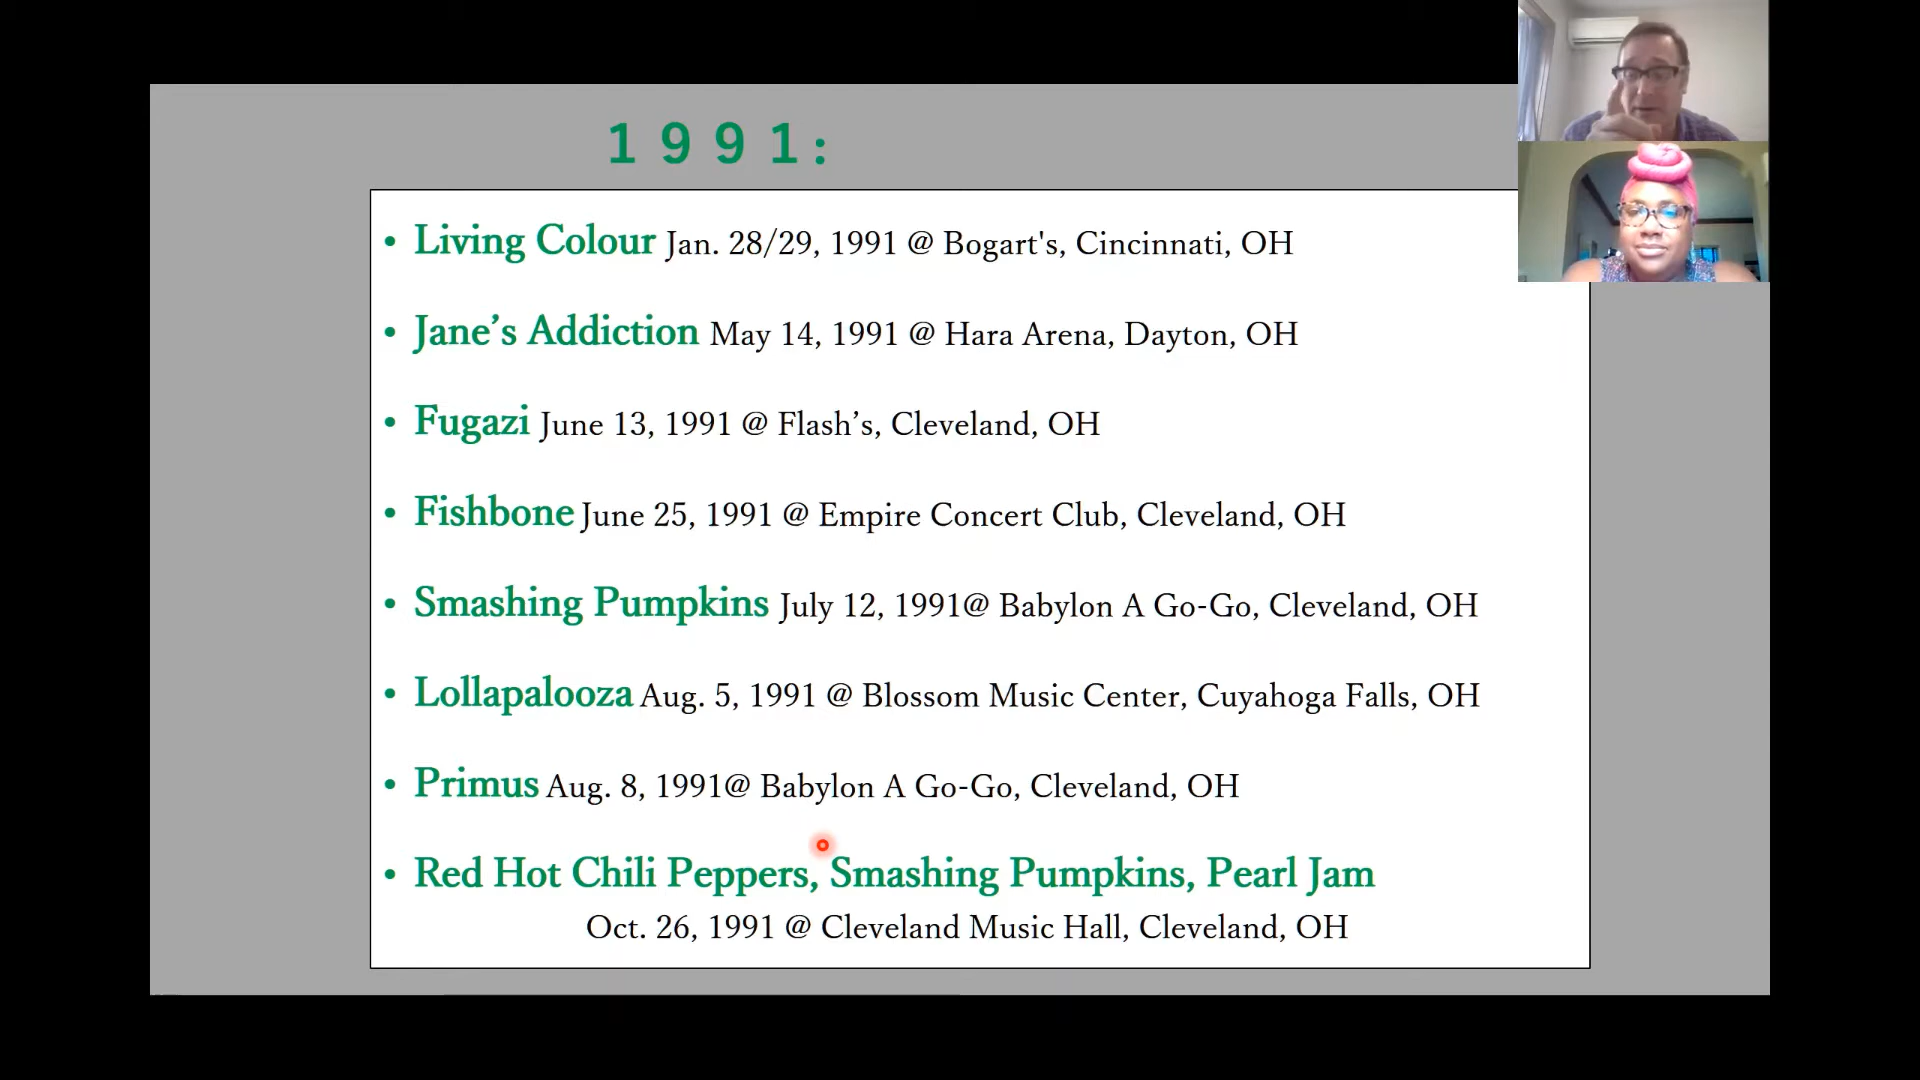 1991:
• Living Colour Jan. 28/29, 1991 @ Bogart's, Cincinnati, OH
• Jane’s Addiction May 14, 1991 @ Hara Arena, Dayton, OH
• Fugazi June 13, 1991 @ Flash’s, Cleveland, OH
• Fishbone June 25, 1991 @ Empire Concert Club, Cleveland, OH
• Smashing Pumpkins July 12, 1991@ Babylon A Go-Go, Cleveland, OH
• Lollapalooza Aug. 5, 1991 @ Blossom Music Center, Cuyahoga Falls, OH
• Primus Aug. 8, 1991@ Babylon A Go-Go, Cleveland, OH
• Red Hot Chili Peppers, Smashing Pumpkins, Pearl Jam
Oct. 26, 1991 @ Cleveland Music Hall, Cleveland, OH